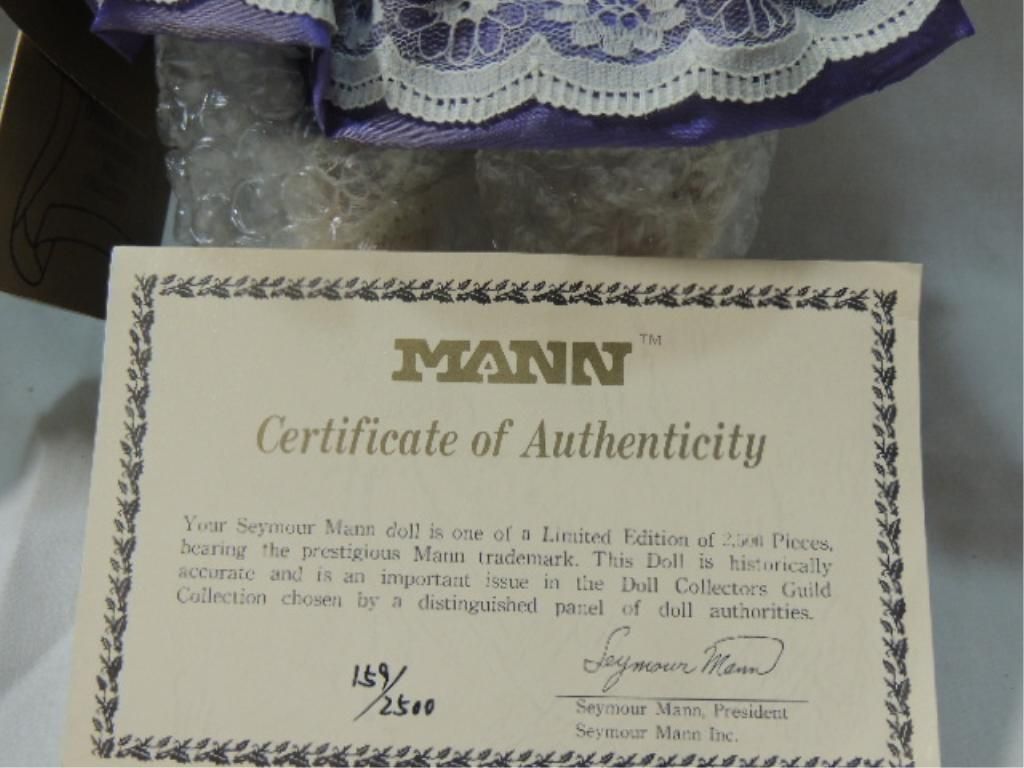 MANN™
Certificate of Authenticity
Your Seymour Mann doll is one of a Limited Edition of 2,500 Pieces,
bearing the prestigious Mann trademark. This Doll is historically
accurate and is an important issue in the Doll Collectors Guild
Collection chosen by a distinguished panel of doll authorities.
159/2500
Seymour Mann
Seymour Mann, President
Seymour Mann Inc.